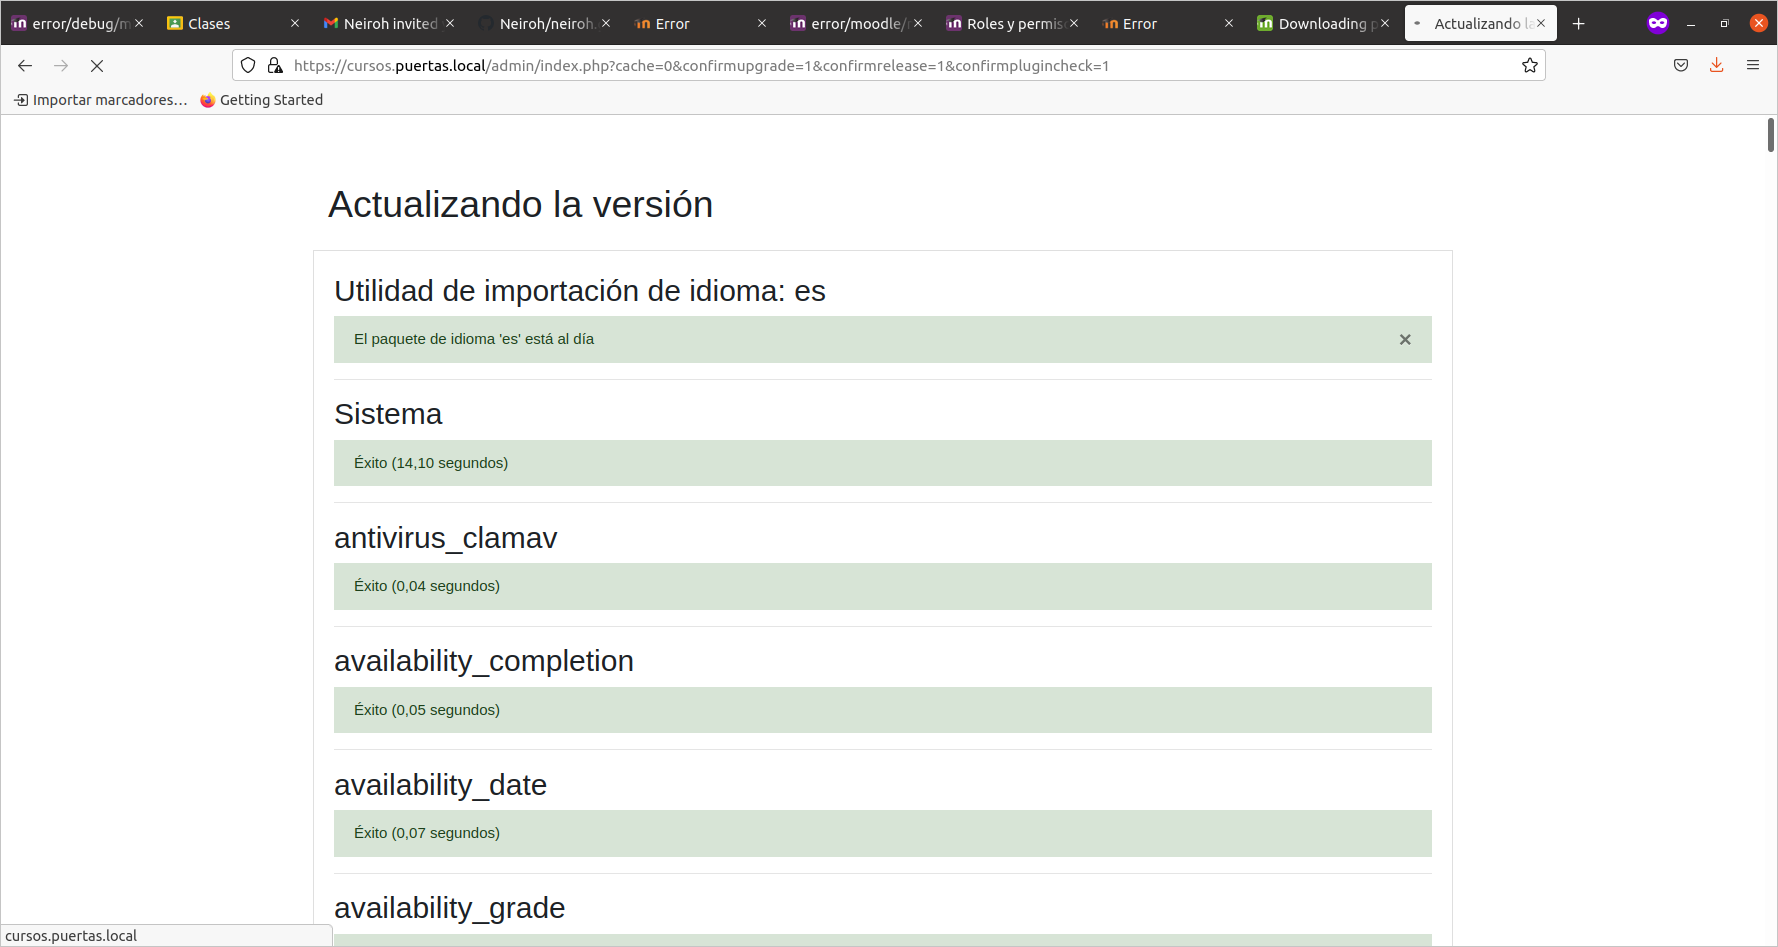 error/debug/m
Clases
Neiroh invited
Neiroh/neiroh.
Error
error/moodle/
Roles y permis
Error
Downloading p
Actualizando la
https://cursos.puertas.local/admin/index.php?cache=0&confirmupgrade=1&confirmrelease=1&confirmplugincheck=1
Importar marcadores…
Getting Started
Actualizando la versión
Utilidad de importación de idioma: es
El paquete de idioma 'es' está al día
Sistema
Éxito (14,10 segundos)
antivirus_clamav
Éxito (0,04 segundos)
availability_completion
Éxito (0,05 segundos)
availability_date
Éxito (0,07 segundos)
availability_grade
cursos.puertas.local